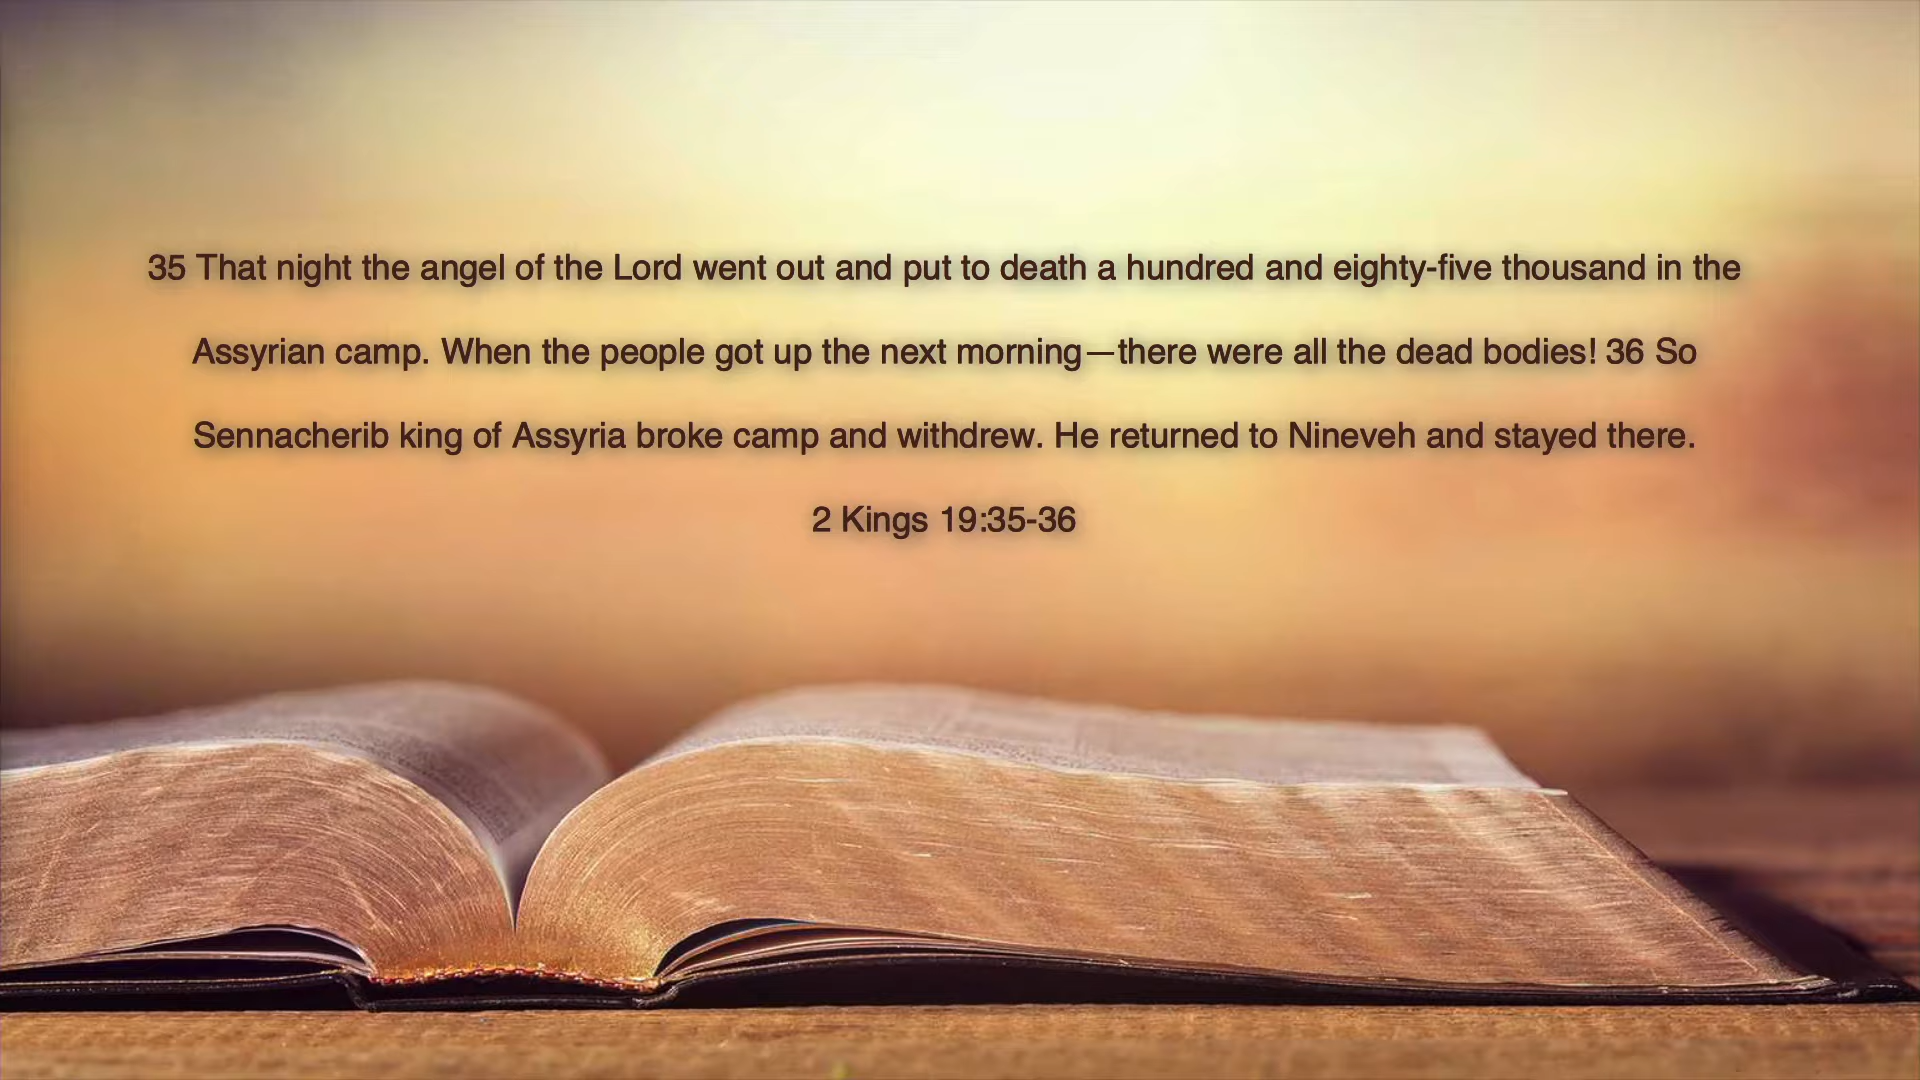 35 That night the angel of the Lord went out and put to death a hundred and eighty-five thousand in the
Assyrian camp. When the people got up the next morning—there were all the dead bodies! 36 So
Sennacherib king of Assyria broke camp and withdrew. He returned to Nineveh and stayed there.
2 Kings 19:35-36